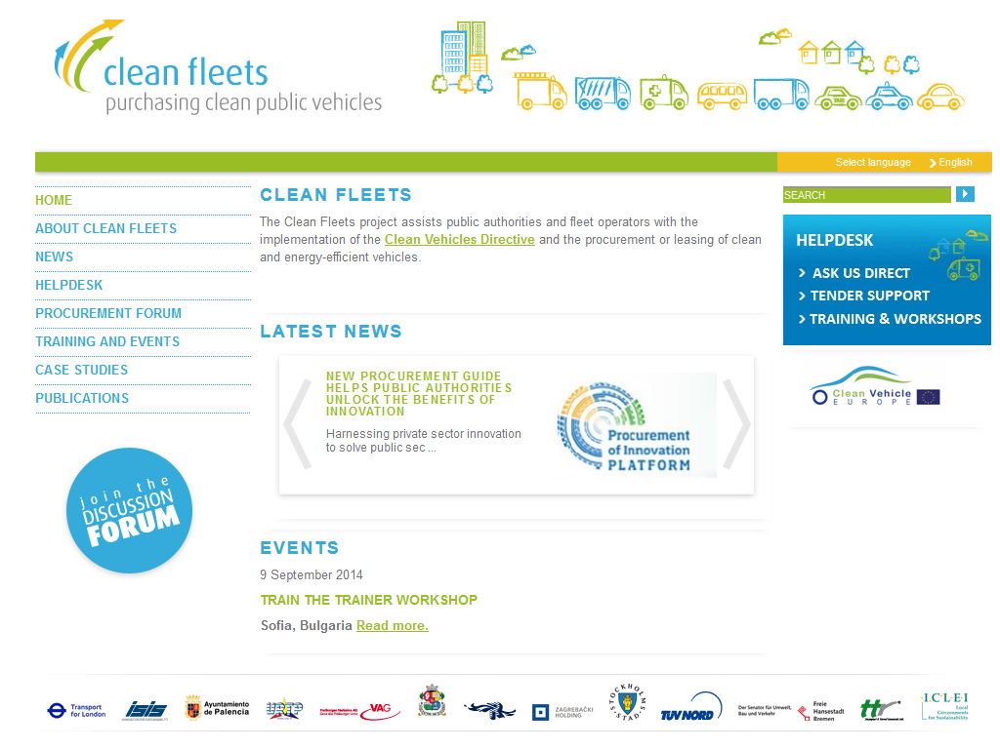 clean fleets
purchasing clean public vehicles
TAXI
Select language
English
HOME
ABOUT CLEAN FLEETS
NEWS
HELPDESK
PROCUREMENT FORUM
TRAINING AND EVENTS
CASE STUDIES
PUBLICATIONS
join the
DISCUSSION
FORUM
CLEAN FLEETS
The Clean Fleets project assists public authorities and fleet operators with the
implementation of the Clean Vehicles Directive and the procurement or leasing of clean
and energy-efficient vehicles.
LATEST NEWS
NEW PROCUREMENT GUIDE
HELPS PUBLIC AUTHORITIES
UNLOCK THE BENEFITS OF
INNOVATION
Harnessing private sector innovation
to solve public sec ...
Procurement
of Innovation
PLATFORM
EVENTS
9 September 2014
TRAIN THE TRAINER WORKSHOP
Sofia, Bulgaria Read more.
SEARCH
HELPDESK
ASK US DIRECT
TENDER SUPPORT
TRAINING & WORKSHOPS
Clean Vehicle
EUROPE
Transport
for London
isis
Ayuntamiento
de Palencia
VAG
ZAGREBAČKI
HOLDING
STOCKHOLMS
STAD
TUV NORD
Der Senator für Umwelt,
Bau und Verkehr
Freie
Hansestadt
Bremen
I.C.L.E.I
Local
Governments
for Sustainability